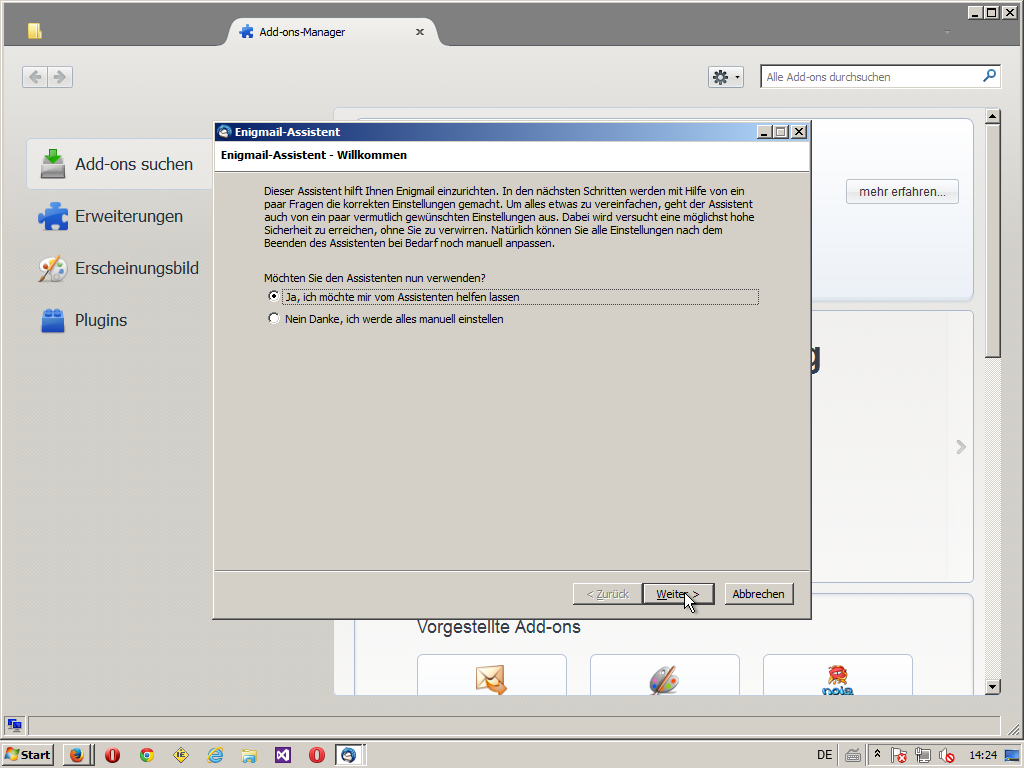 Add-ons-Manager
Alle Add-ons durchsuchen
Add-ons suchen
Erweiterungen
Erscheinungsbild
Plugins
mehr erfahren...
g
Enigmail-Assistent
Enigmail-Assistent - Willkommen
Dieser Assistent hilft Ihnen Enigmail einzurichten. In den nächsten Schritten werden mit Hilfe von ein
paar Fragen die korrekten Einstellungen gemacht. Um alles etwas zu vereinfachen, geht der Assistent
auch von ein paar vermutlich gewünschten Einstellungen aus. Dabei wird versucht eine möglichst hohe
Sicherheit zu erreichen, ohne Sie zu verwirren. Natürlich können Sie alle Einstellungen nach dem
Beenden des Assistenten bei Bedarf noch manuell anpassen.
Möchten Sie den Assistenten nun verwenden?
Ja, ich möchte mir vom Assistenten helfen lassen
Nein Danke, ich werde alles manuell einstellen
< Zurück
Weiter >
Abbrechen
Vorgestellte Add-ons
Start
IE
DE
14:24